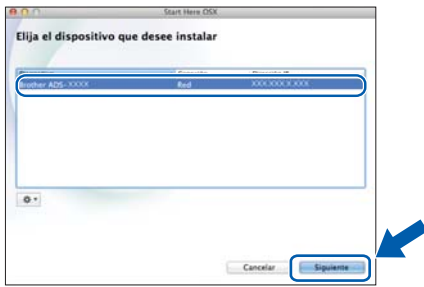 Start Here OSX
Elija el dispositivo que desee instalar
Brother ADS-XXXX Red XXX.XXX.X.XXX
Cancelar Siguiente